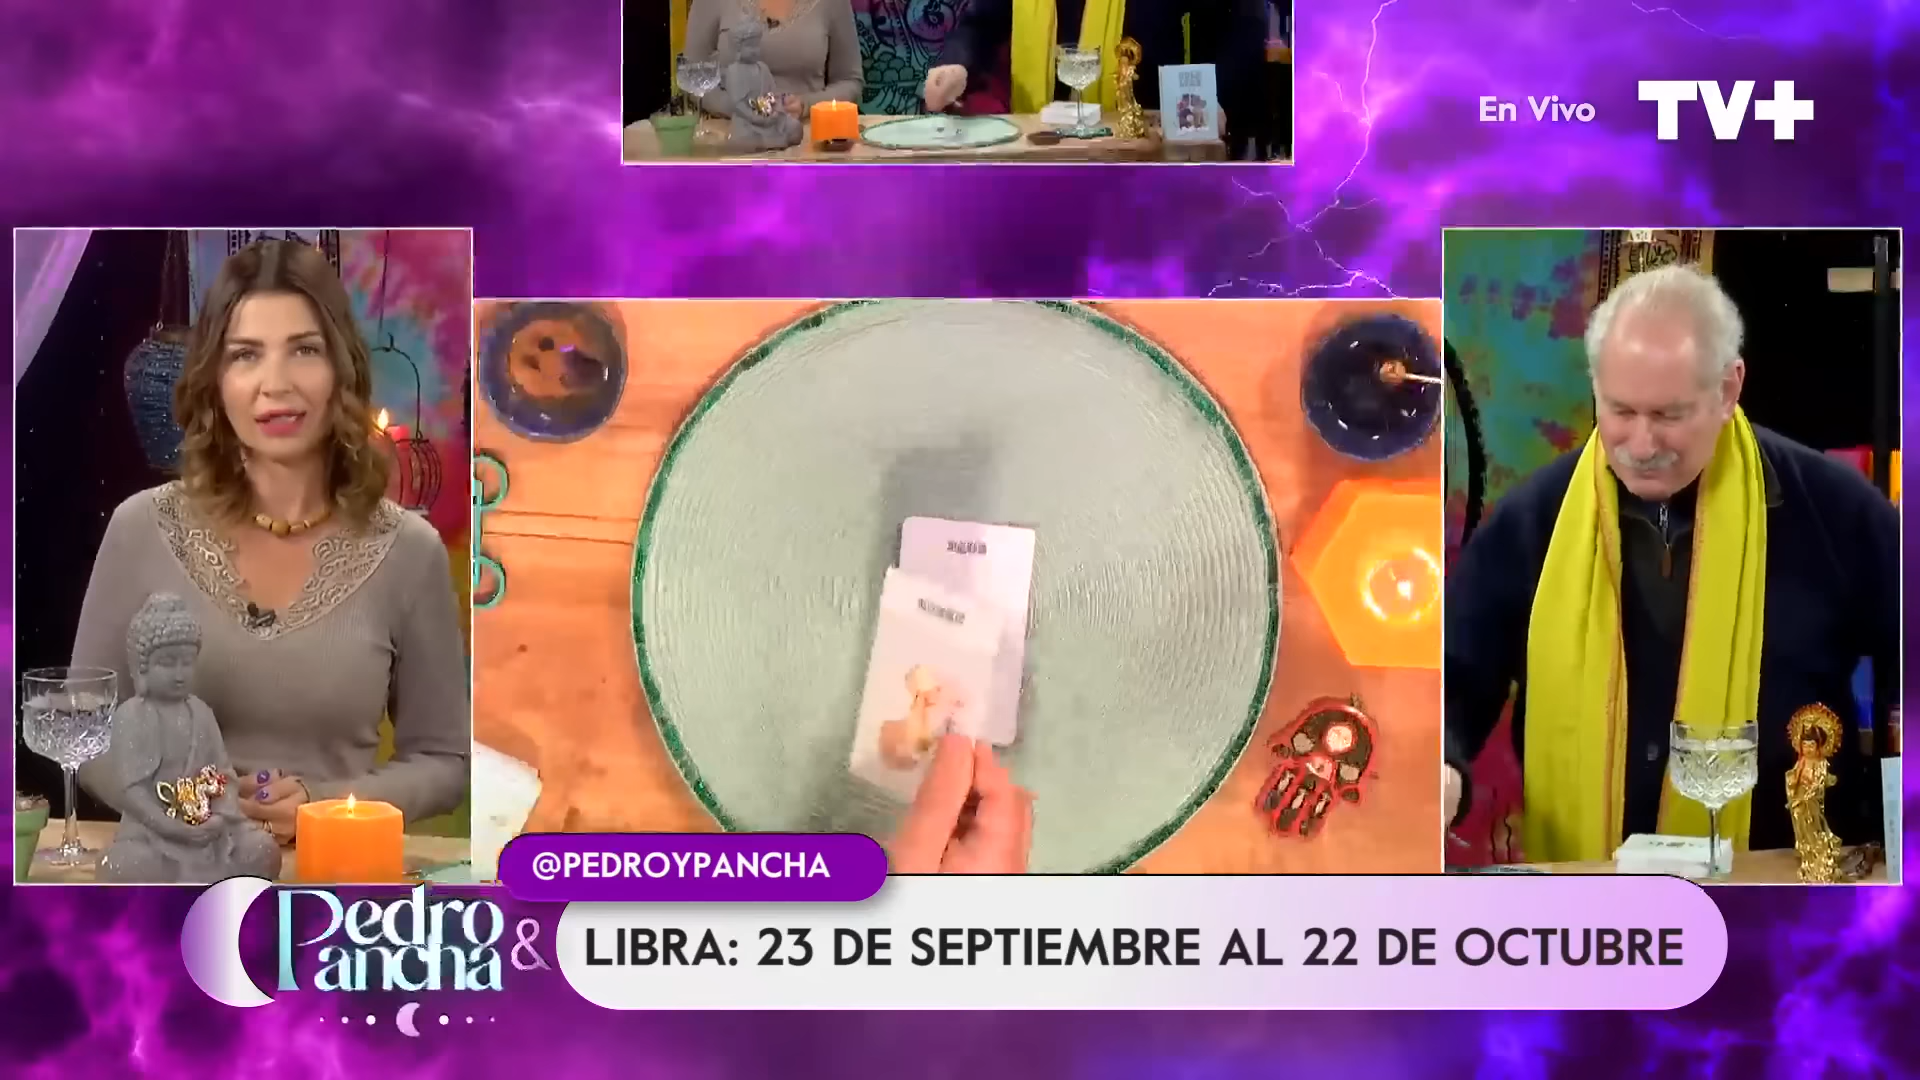 En Vivo TV+
@PEDROYPANCHA
Pedro &
Pancha
LIBRA: 23 DE SEPTIEMBRE AL 22 DE OCTUBRE